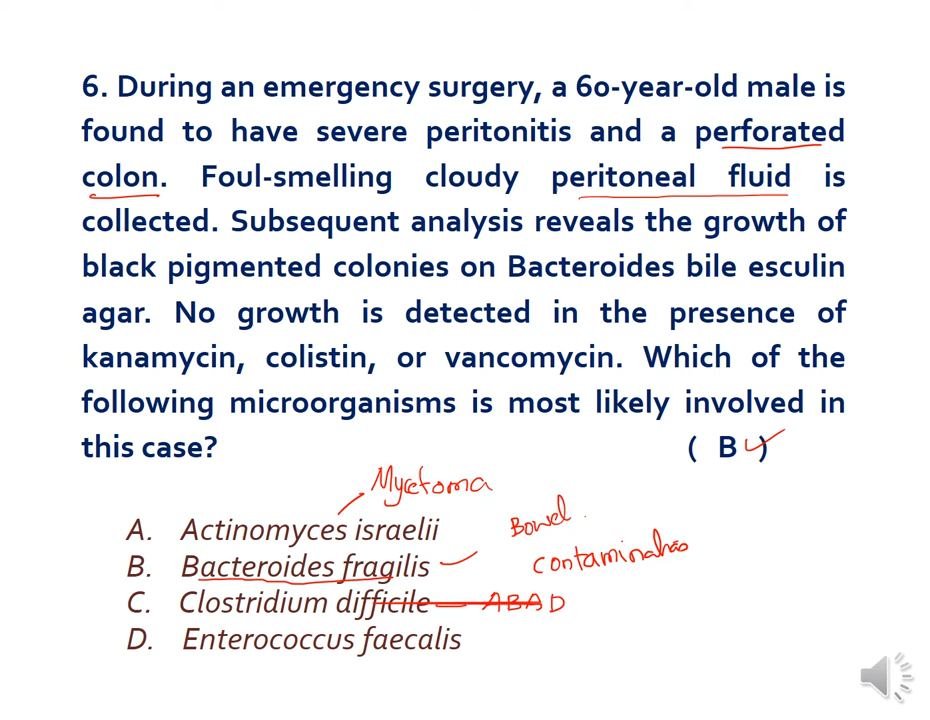 6. During an emergency surgery, a 60-year-old male is
found to have severe peritonitis and a perforated
colon. Foul-smelling cloudy peritoneal fluid is
collected. Subsequent analysis reveals the growth of
black pigmented colonies on Bacteroides bile esculin
agar. No growth is detected in the presence of
kanamycin, colistin, or vancomycin. Which of the
following microorganisms is most likely involved in
this case? ( B )
Mycetoma
A. Actinomyces israelii
Bowel
B. Bacteroides fragilis
contamination
C. Clostridium difficile ABAD
D. Enterococcus faecalis